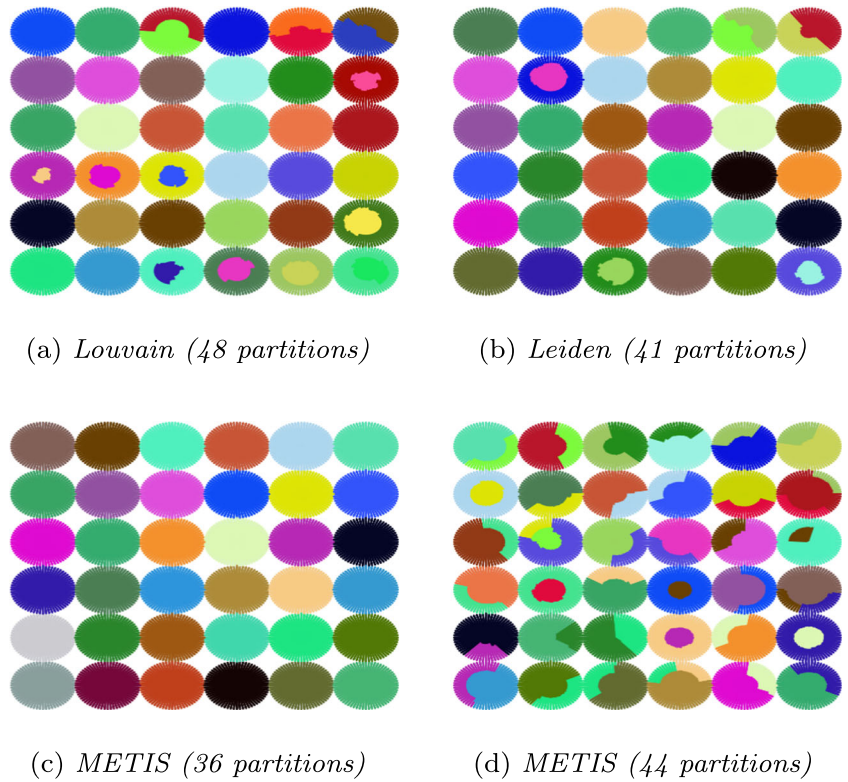 (a) Louvain (48 partitions)
(b) Leiden (41 partitions)
(c) METIS (36 partitions)
(d) METIS (44 partitions)